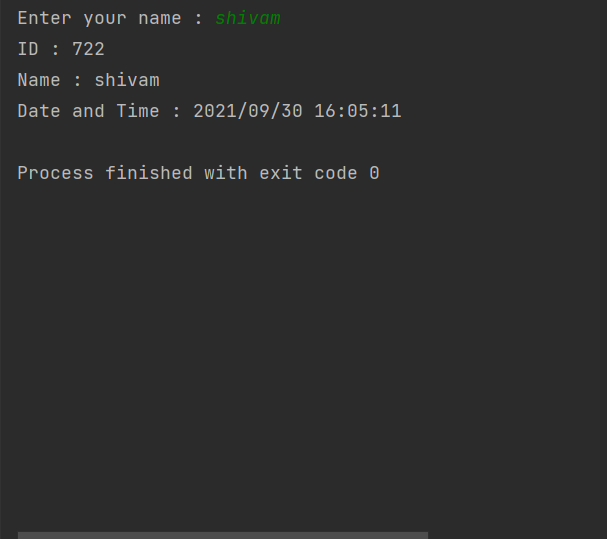 Enter your name : shivam
ID : 722
Name : shivam
Date and Time : 2021/09/30 16:05:11
Process finished with exit code 0